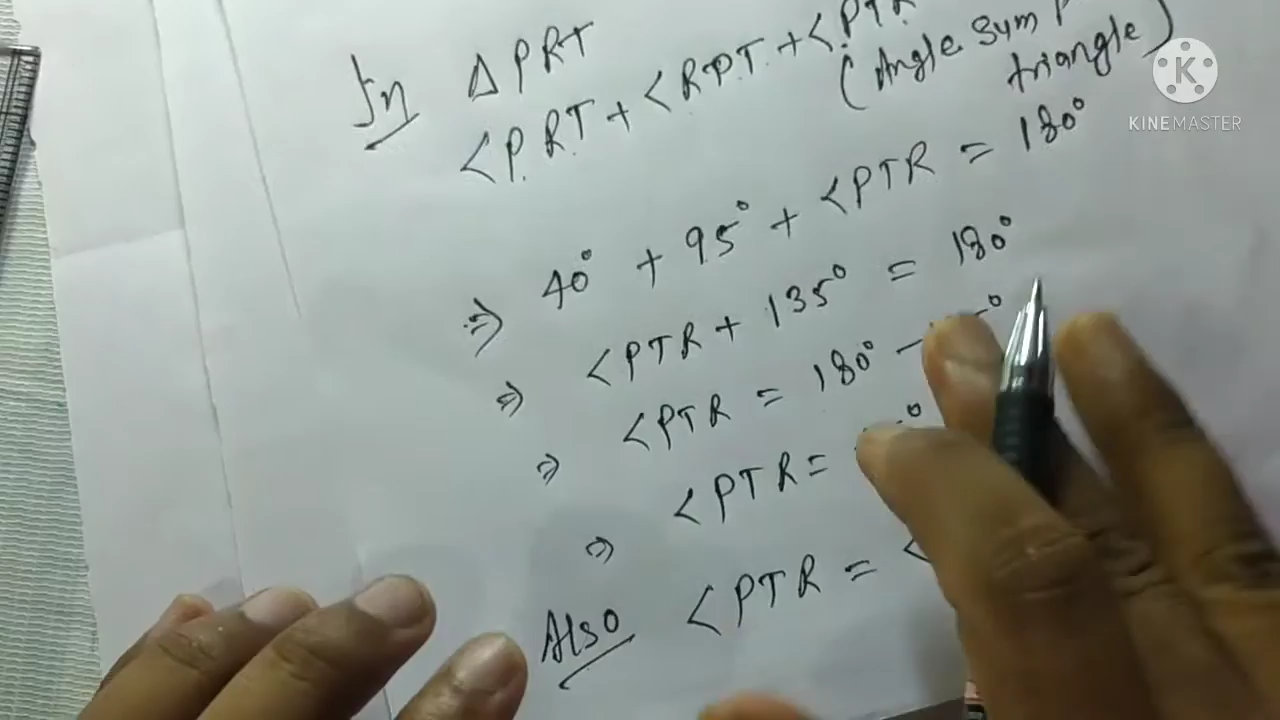 In ΔPRT
<PRT + <RPT + <PTR
(Angle sum
triangle)
⇒ 40° + 95° + <PTR = 180°
⇒ <PTR + 135° = 180°
⇒ <PTR = 180° -
⇒ <PTR =
Also <PTR = <
K
KINEMASTER